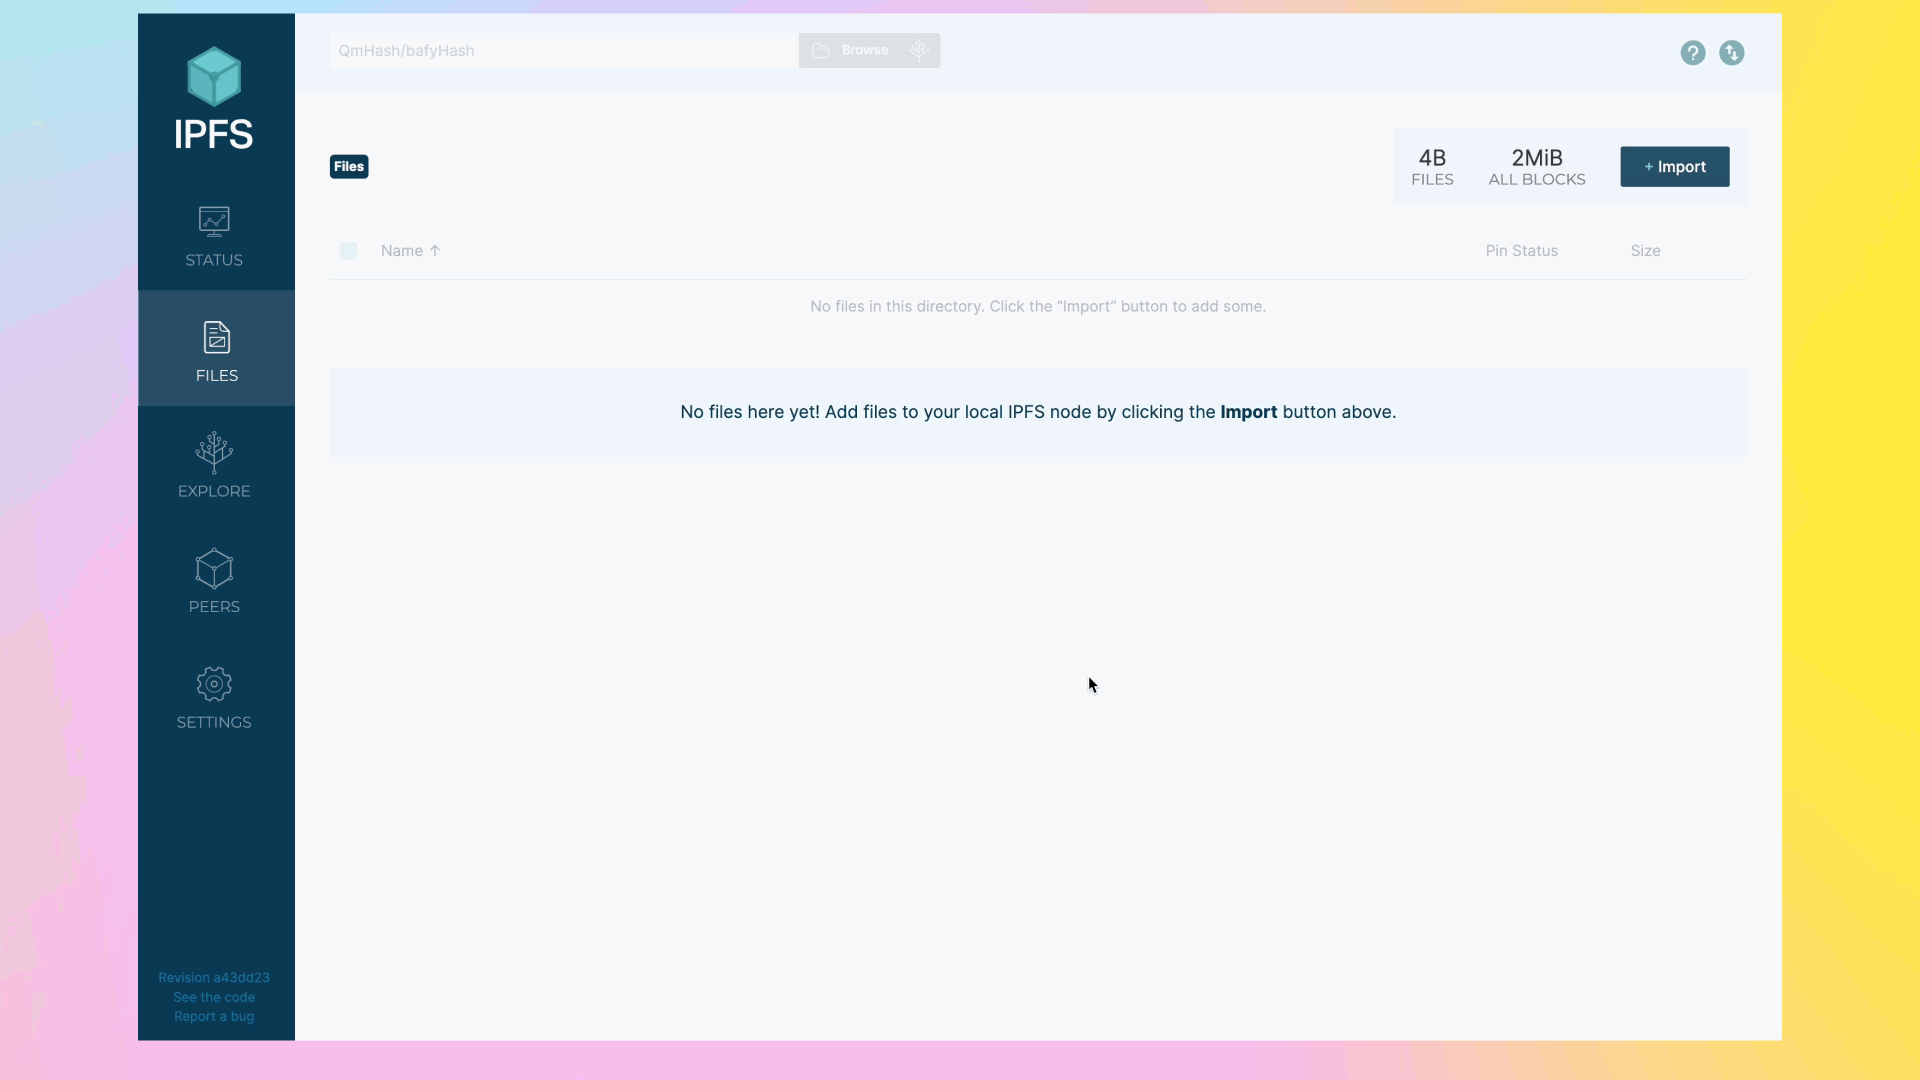 IPFS
STATUS
FILES
EXPLORE
PEERS
SETTINGS
Revision a43dd23
See the code
Report a bug
QmHash/bafyHash
Browse
?
Files
4B
FILES
2MiB
ALL BLOCKS
+ Import
Name ↑
Pin Status
Size
No files in this directory. Click the “Import” button to add some.
No files here yet! Add files to your local IPFS node by clicking the Import button above.